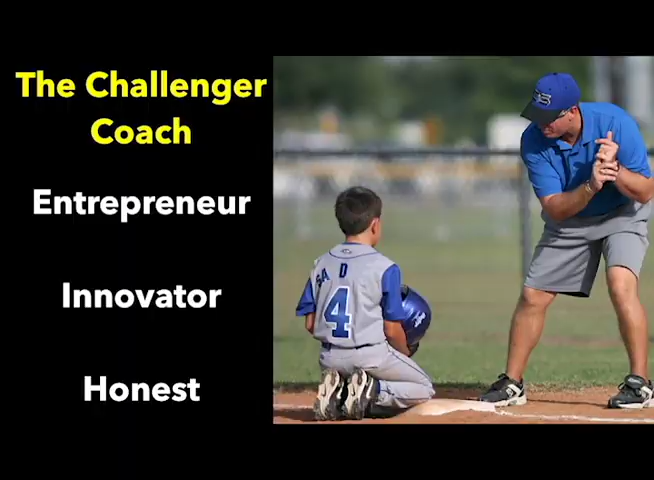 The Challenger
Coach
Entrepreneur
Innovator
Honest
4